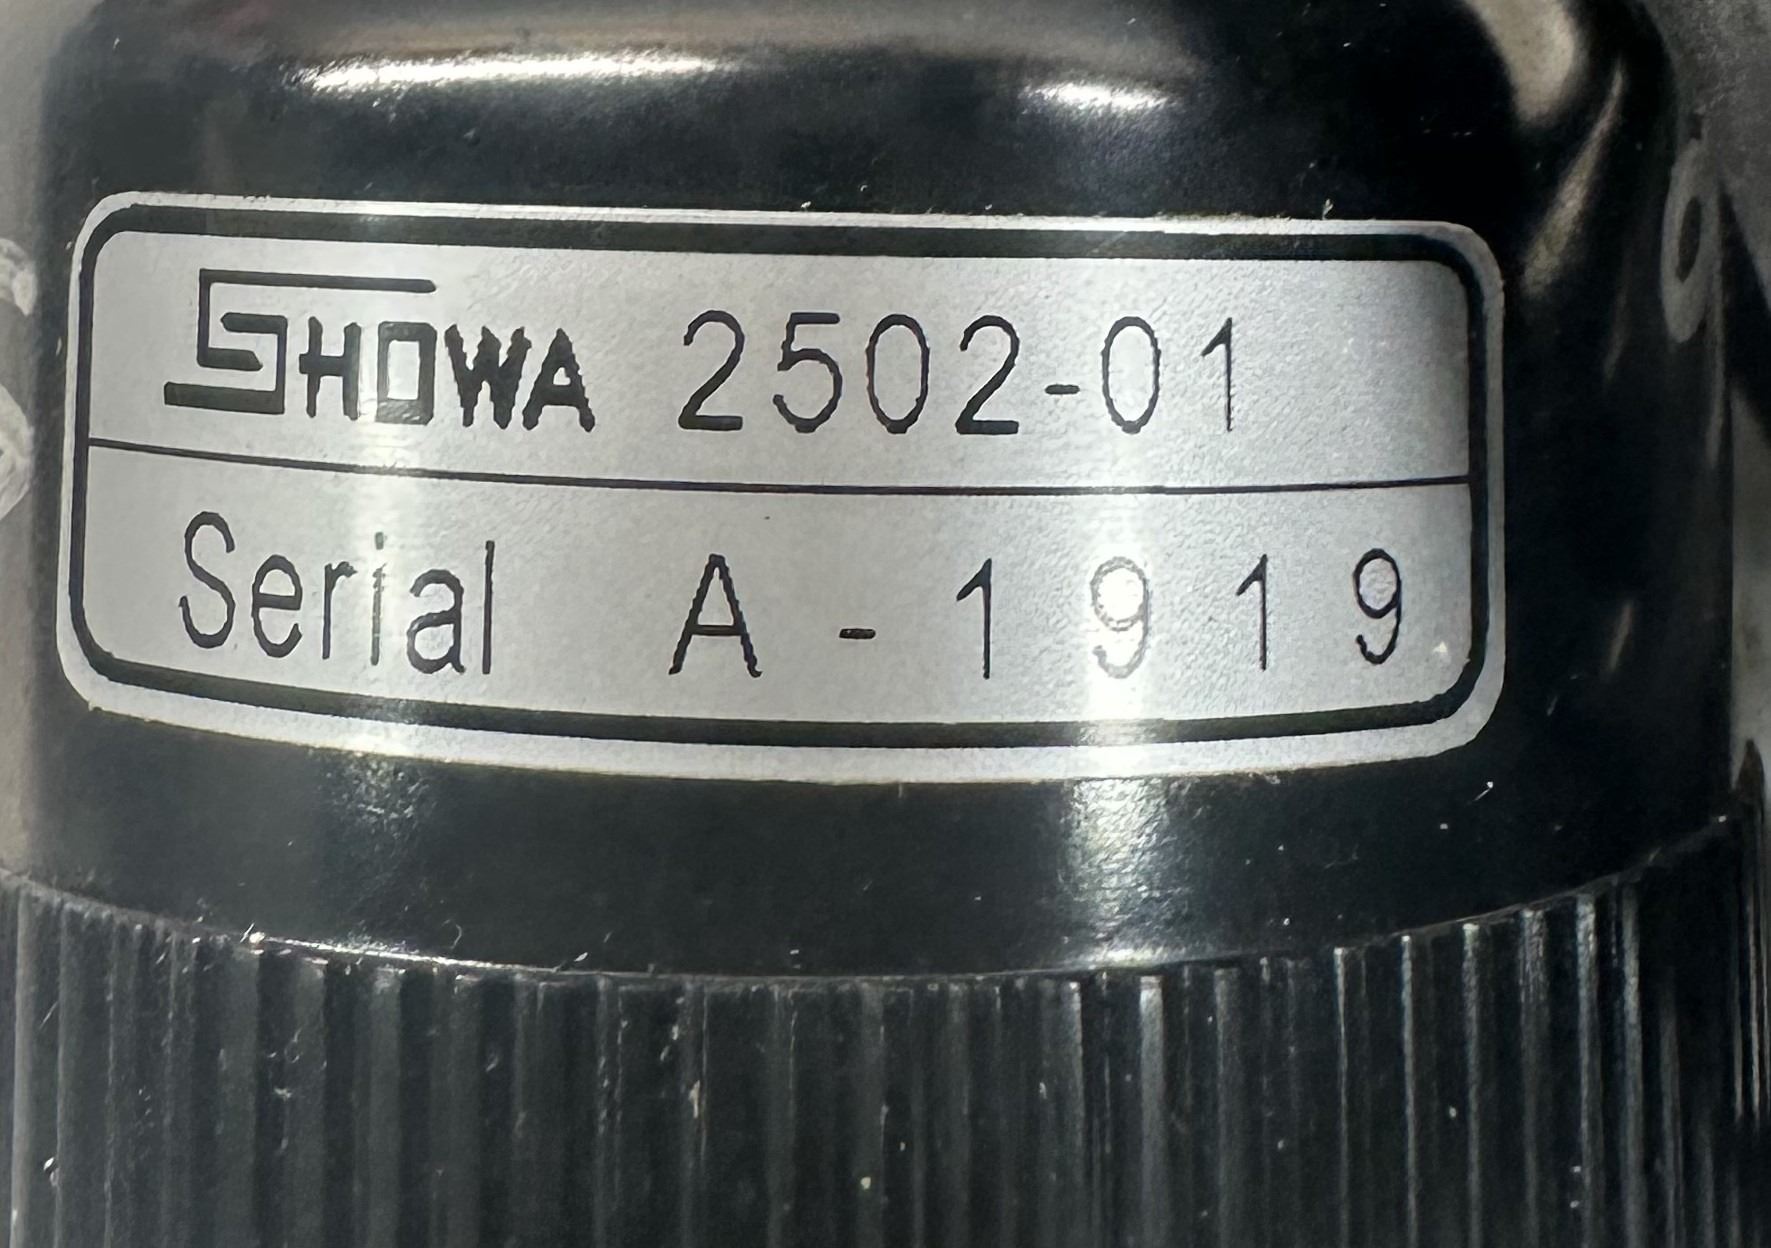 SHOWA 2502-01
Serial A-1919